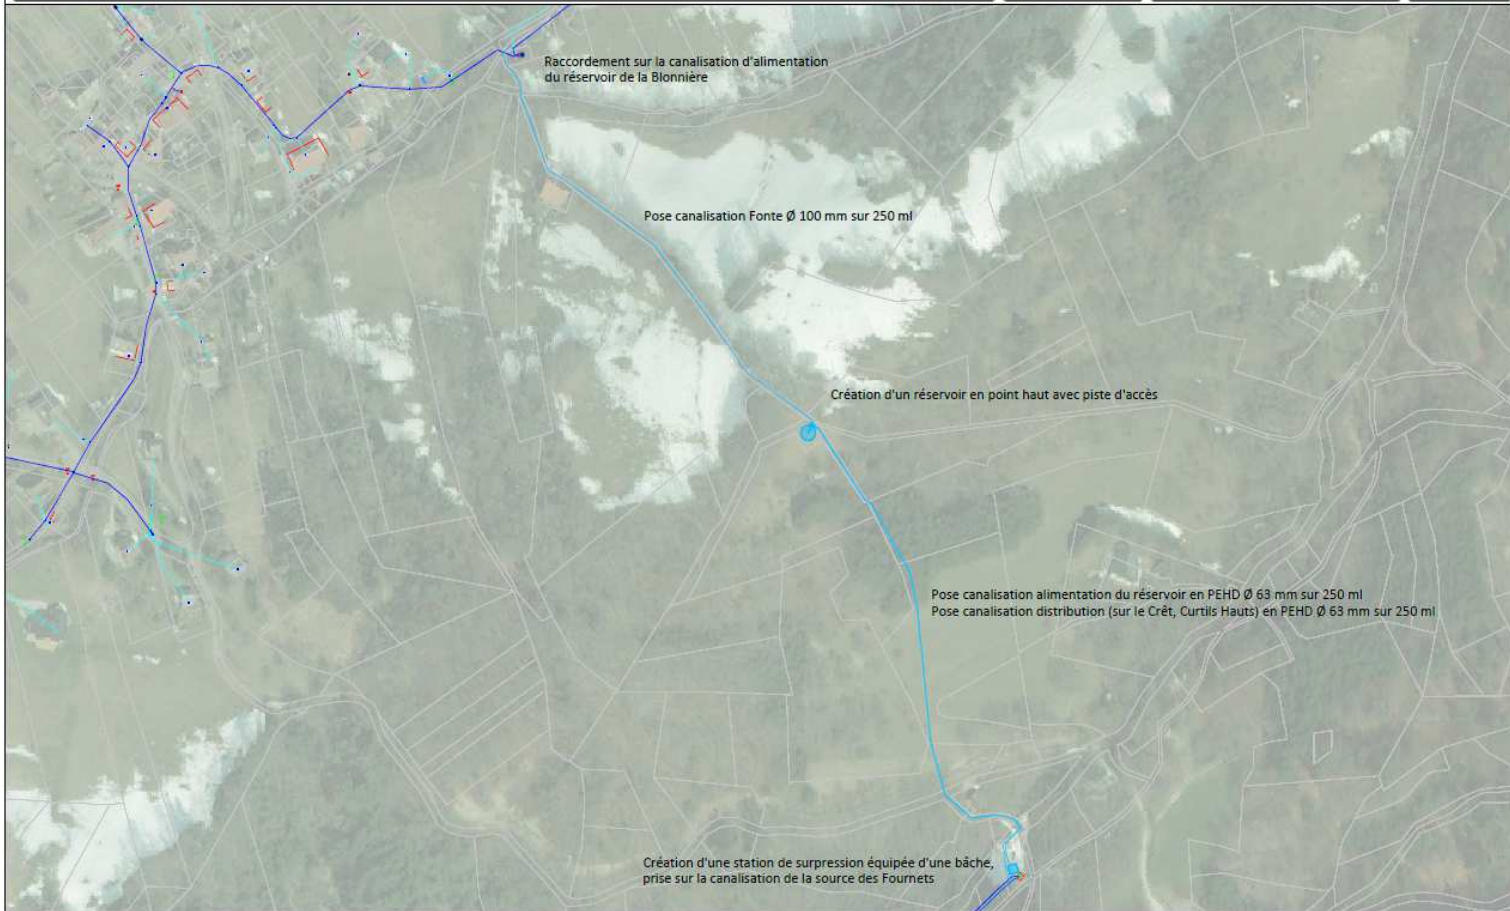 Raccordement sur la canalisation d'alimentation
du réservoir de la Blonnière
Pose canalisation Fonte Ø 100 mm sur 250 ml
Création d'un réservoir en point haut avec piste d'accès
Pose canalisation alimentation du réservoir en PEHD Ø 63 mm sur 250 ml
Pose canalisation distribution (sur le Crêt, Curtils Hauts) en PEHD Ø 63 mm sur 250 ml
Création d'une station de surpression équipée d'une bâche,
prise sur la canalisation de la source des Fournets